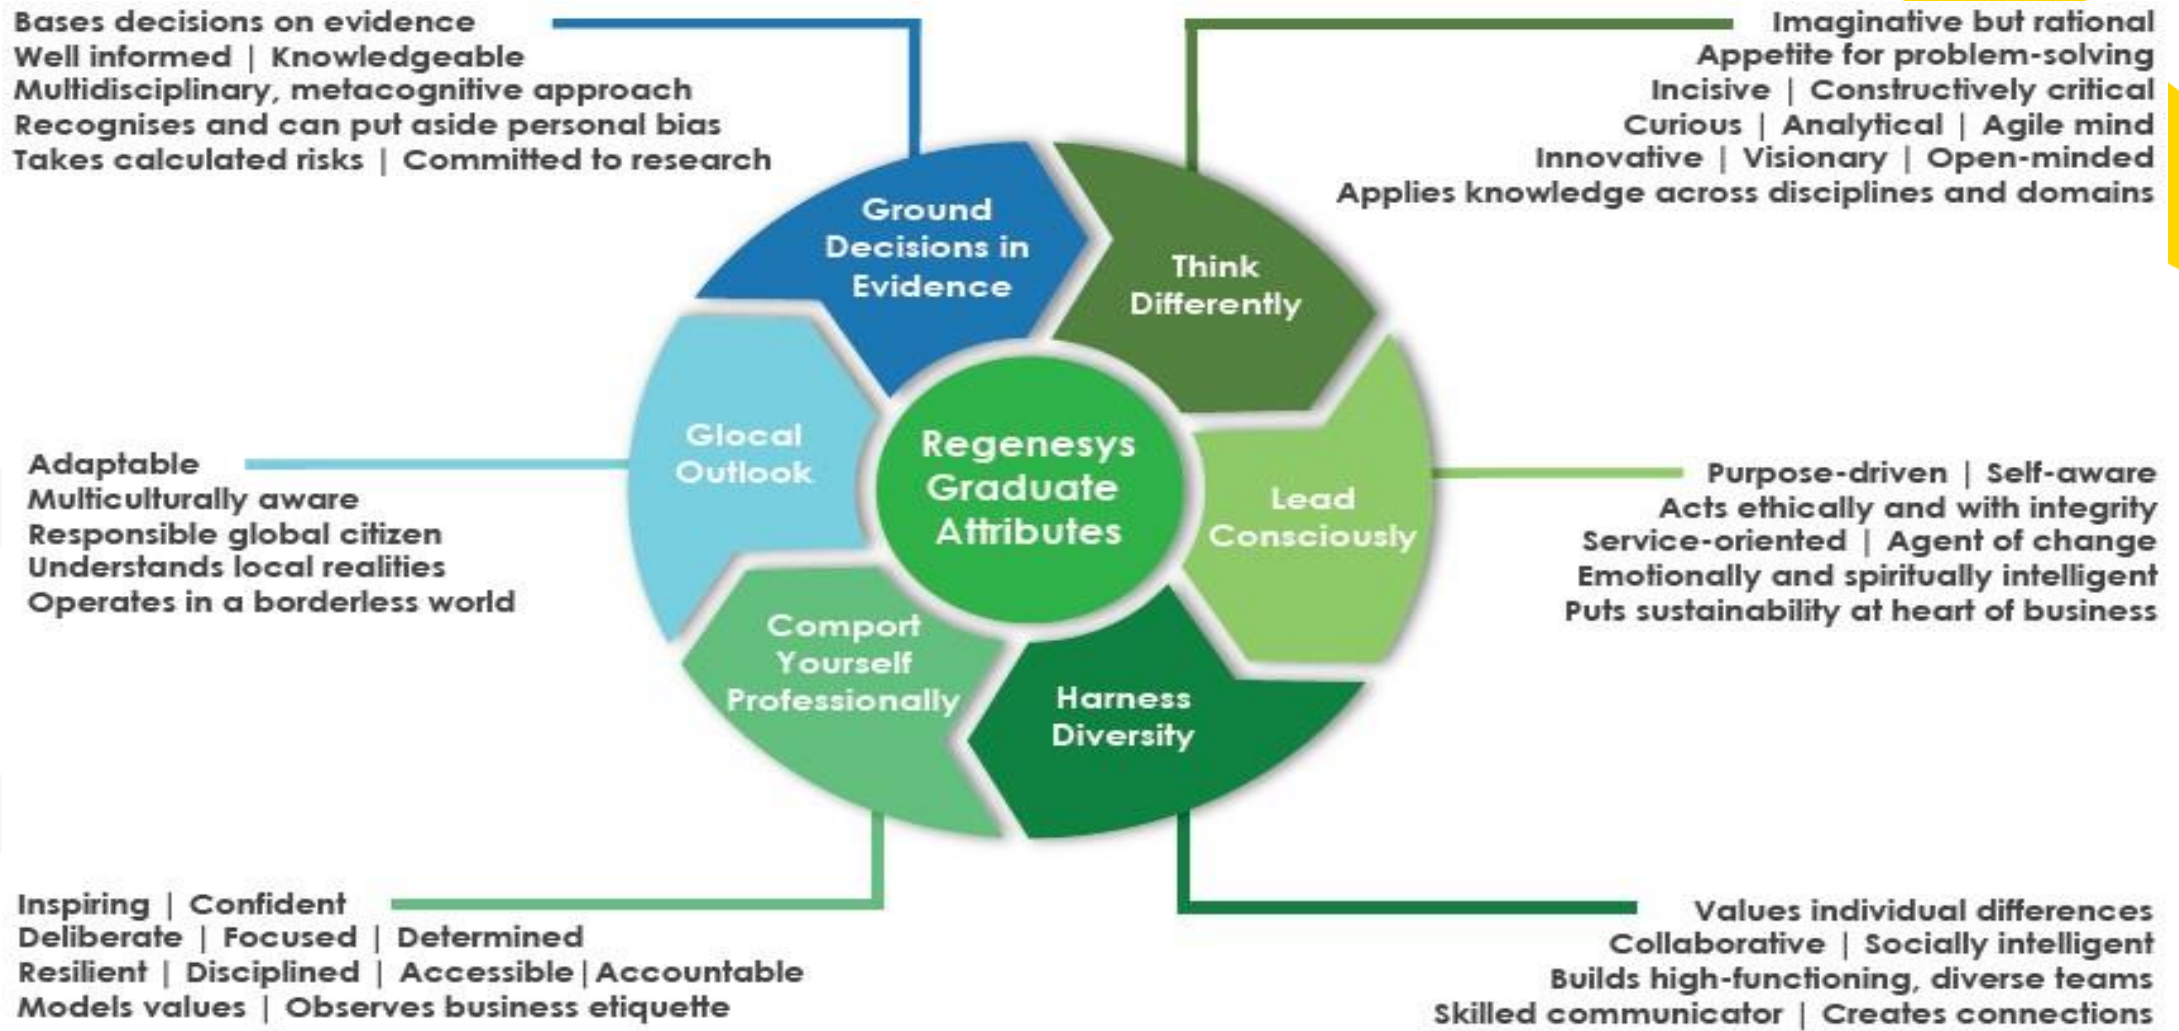 Bases decisions on evidence
Well informed | Knowledgeable
Multidisciplinary, metacognitive approach
Recognises and can put aside personal bias
Takes calculated risks | Committed to research
Imaginative but rational
Appetite for problem-solving
Incisive | Constructively critical
Curious | Analytical | Agile mind
Innovative | Visionary | Open-minded
Applies knowledge across disciplines and domains
Ground
Decisions in
Evidence
Think
Differently
Glocal
Outlook
Regenesys
Graduate
Attributes
Lead
Consciously
Comport
Yourself
Professionally
Harness
Diversity
Adaptable
Multiculturally aware
Responsible global citizen
Understands local realities
Operates in a borderless world
Purpose-driven | Self-aware
Acts ethically and with integrity
Service-oriented | Agent of change
Emotionally and spiritually intelligent
Puts sustainability at heart of business
Inspiring | Confident
Deliberate | Focused | Determined
Resilient | Disciplined | Accessible | Accountable
Models values | Observes business etiquette
Values individual differences
Collaborative | Socially intelligent
Builds high-functioning, diverse teams
Skilled communicator | Creates connections